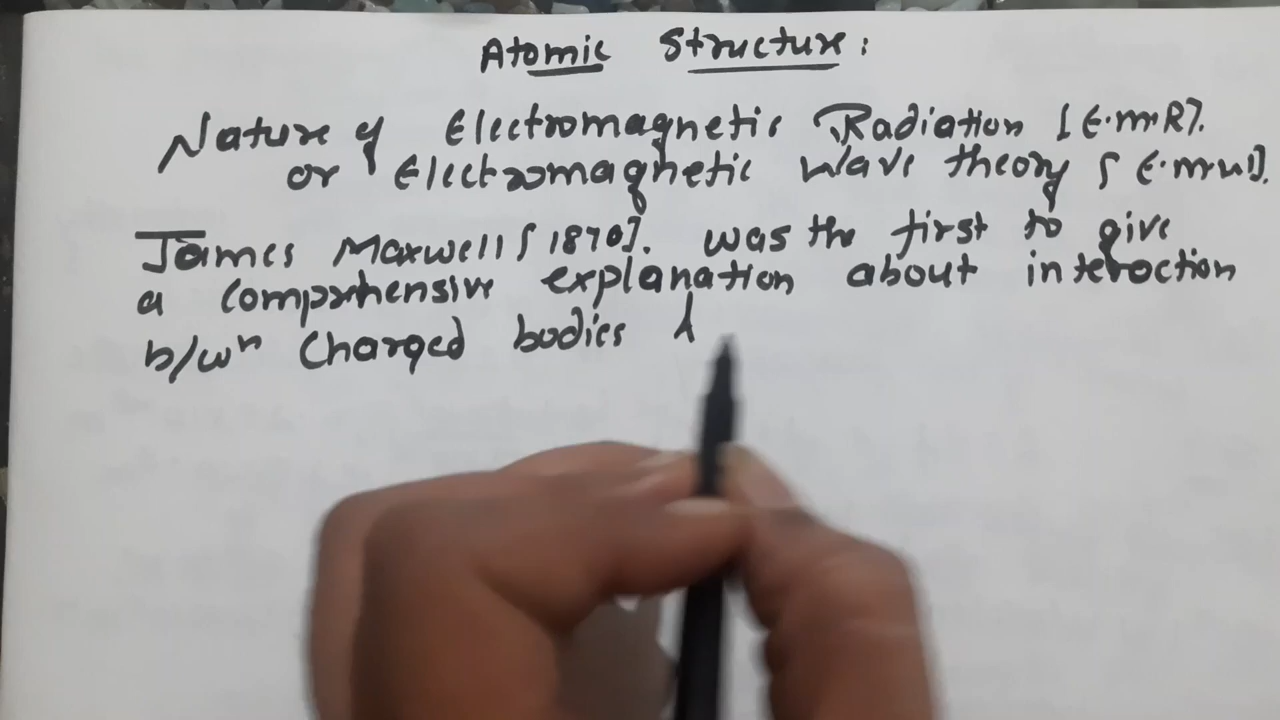 Atomic Structure:
Nature of Electromagnetic Radiation [E.m.R].
or Electromagnetic Wave theory [E.m.w].
James Maxwell [1870]. was the first to give
a comprehensive explanation about interaction
b/wn Charged bodies &